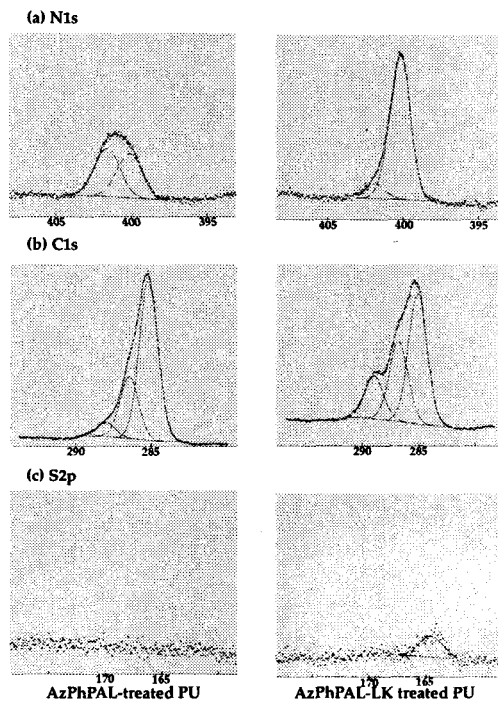 (a) N1s
405 400 395
405 400 395
(b) C1s
290 285
290 285
(c) S2p
170 165
170 165
AzPhPAL-treated PU
AzPhPAL-LK treated PU